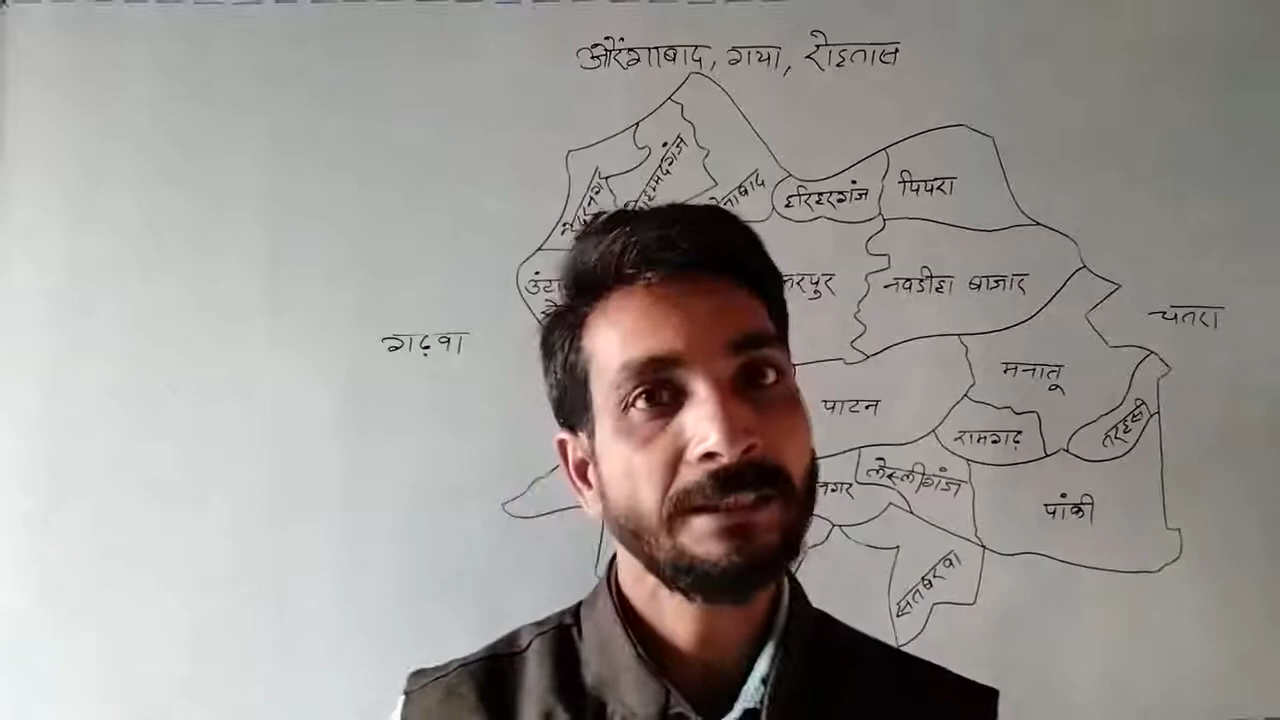 औरंगाबाद, गया, रोहतास
हरिहरगंज
पिपरा
नवडीहा बाजार
चतरा
गढ़वा
मनातू
पाटन
रामगढ़
तरहसी
लेस्लीगंज
पांकी
सतबरवा